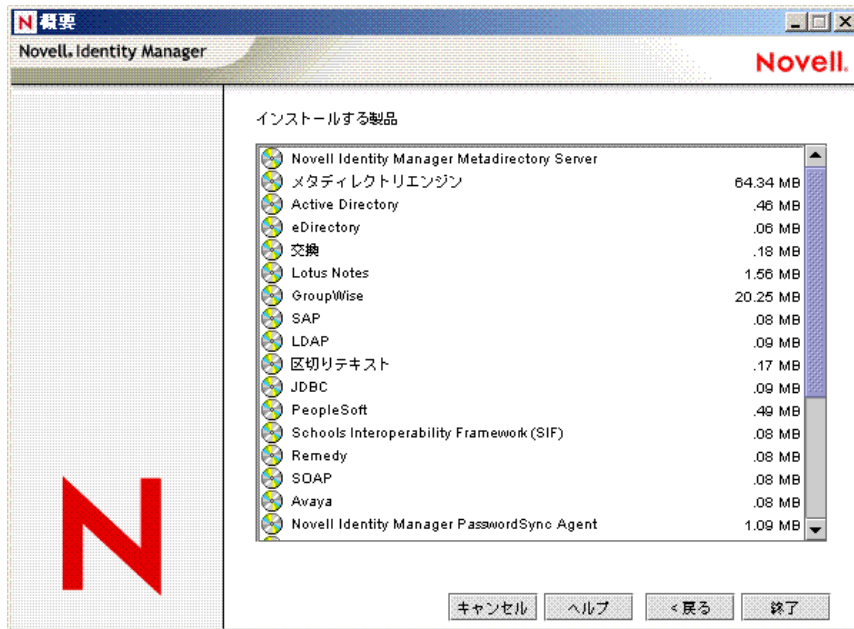 N 概要
Novell. Identity Manager
Novell.
インストールする製品
Novell Identity Manager Metadirectory Server
メタディレクトリエンジン 64.34 MB
Active Directory .46 MB
eDirectory .06 MB
交換 .18 MB
Lotus Notes 1.56 MB
GroupWise 20.25 MB
SAP .08 MB
LDAP .09 MB
区切りテキスト .17 MB
JDBC .09 MB
PeopleSoft .49 MB
Schools Interoperability Framework (SIF) .08 MB
Remedy .08 MB
SOAP .08 MB
Avaya .08 MB
Novell Identity Manager PasswordSync Agent 1.09 MB
N
キャンセル ヘルプ <戻る 終了